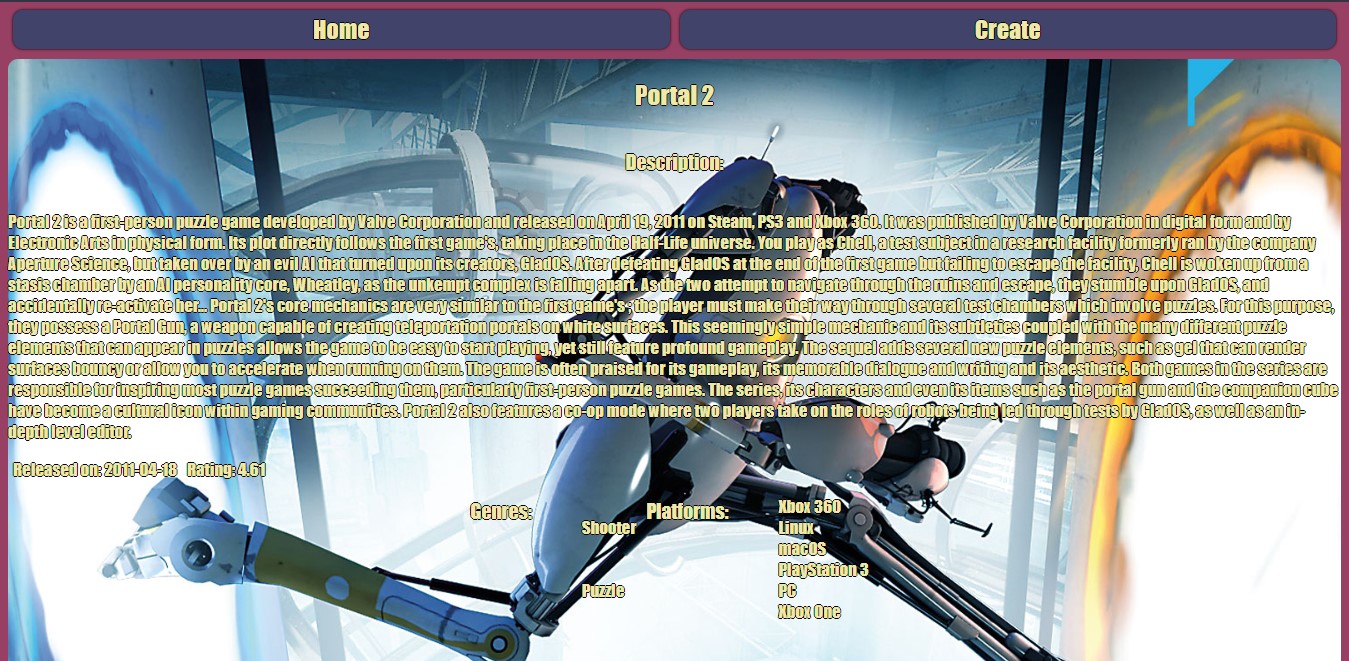 Home
Create
Portal 2
Description:
Portal 2 is a first-person puzzle game developed by Valve Corporation and released on April 19, 2011 on Steam, PS3 and Xbox 360. It was published by Valve Corporation in digital form and by
Electronic Arts in physical form. Its plot directly follows the first game's, taking place in the Half-Life universe. You play as Chell, a test subject in a research facility formerly ran by the company
Aperture Science, but taken over by an evil AI that turned upon its creators, GladOS. After defeating GladOS at the end of the first game but failing to escape the facility, Chell is woken up from a
stasis chamber by an AI personality core, Wheatley, as the unkempt complex is falling apart. As the two attempt to navigate through the ruins and escape, they stumble upon GladOS, and
accidentally re-activate her... Portal 2's core mechanics are very similar to the first game's ; the player must make their way through several test chambers which involve puzzles. For this purpose,
they possess a Portal Gun, a weapon capable of creating teleportation portals on white surfaces. This seemingly simple mechanic and its subtleties coupled with the many different puzzle
elements that can appear in puzzles allows the game to be easy to start playing, yet still feature profound gameplay. The sequel adds several new puzzle elements, such as gel that can render
surfaces bouncy or allow you to accelerate when running on them. The game is often praised for its gameplay, its memorable dialogue and writing and its aesthetic. Both games in the series are
responsible for inspiring most puzzle games succeeding them, particularly first-person puzzle games. The series, its characters and even its items such as the portal gun and the companion cube
have become a cultural icon within gaming communities. Portal 2 also features a co-op mode where two players take on the roles of robots being led through tests by GladOS, as well as an in-
depth level editor.
Released on: 2011-04-18 Rating: 4.61
Genres:
Shooter
Puzzle
Platforms:
Xbox 360
Linux
macOS
PlayStation 3
PC
Xbox One